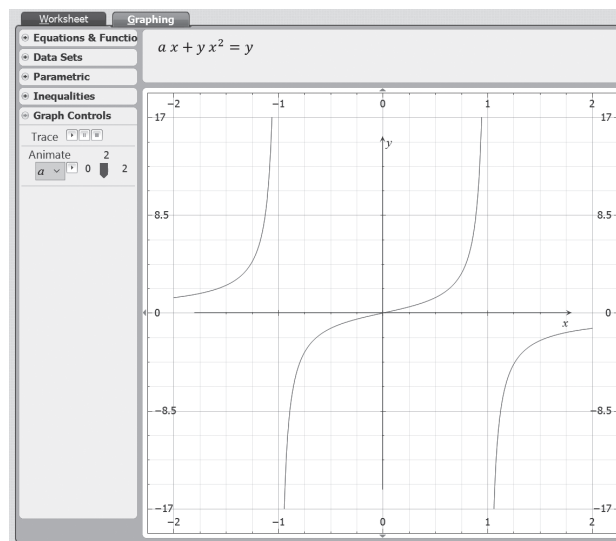 Worksheet Graphing
Equations & Functio
Data Sets
Parametric
Inequalities
Graph Controls
Trace
Animate 2
a 0 2
a x + y x² = y
−2 −1 0 1 2
17 17
y
8.5 8.5
0 0
x
−8.5 −8.5
−17 −17
−2 −1 0 1 2